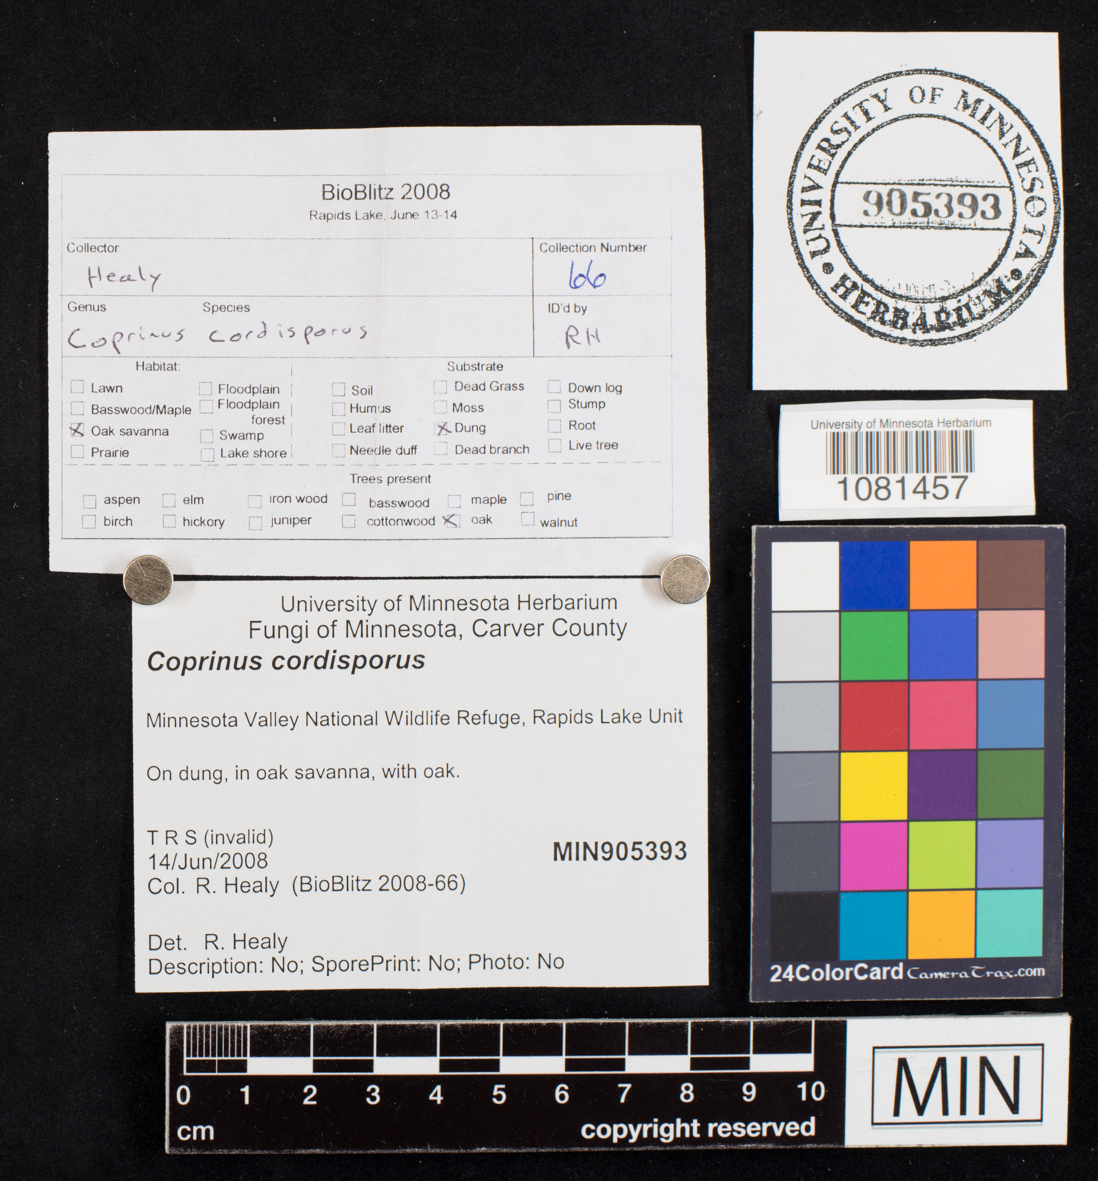 BioBlitz 2008
Rapids Lake, June 13-14
Collector
Collection Number
Healy
66
Genus
Species
ID'd by
Coprinus cordisporus
RH
Habitat:
Substrate
Lawn
Floodplain
Soil
Dead Grass
Down log
Basswood/Maple
Floodplain
forest
Humus
Moss
Stump
X Oak savanna
Swamp
Leaf litter
X Dung
Root
Prairie
Lake shore
Needle duff
Dead branch
Live tree
Trees present
aspen
elm
iron wood
basswood
maple
pine
birch
hickory
juniper
cottonwood
X oak
walnut
University of Minnesota Herbarium
Fungi of Minnesota, Carver County
Coprinus cordisporus
Minnesota Valley National Wildlife Refuge, Rapids Lake Unit
On dung, in oak savanna, with oak.
T R S (invalid)
14/Jun/2008
MIN905393
Col. R. Healy (BioBlitz 2008-66)
Det. R. Healy
Description: No; SporePrint: No; Photo: No
UNIVERSITY OF MINNESOTA
905393
HERBARIUM
University of Minnesota Herbarium
1081457
24ColorCard CameraTrax.com
0 1 2 3 4 5 6 7 8 9 10
cm
copyright reserved
MIN